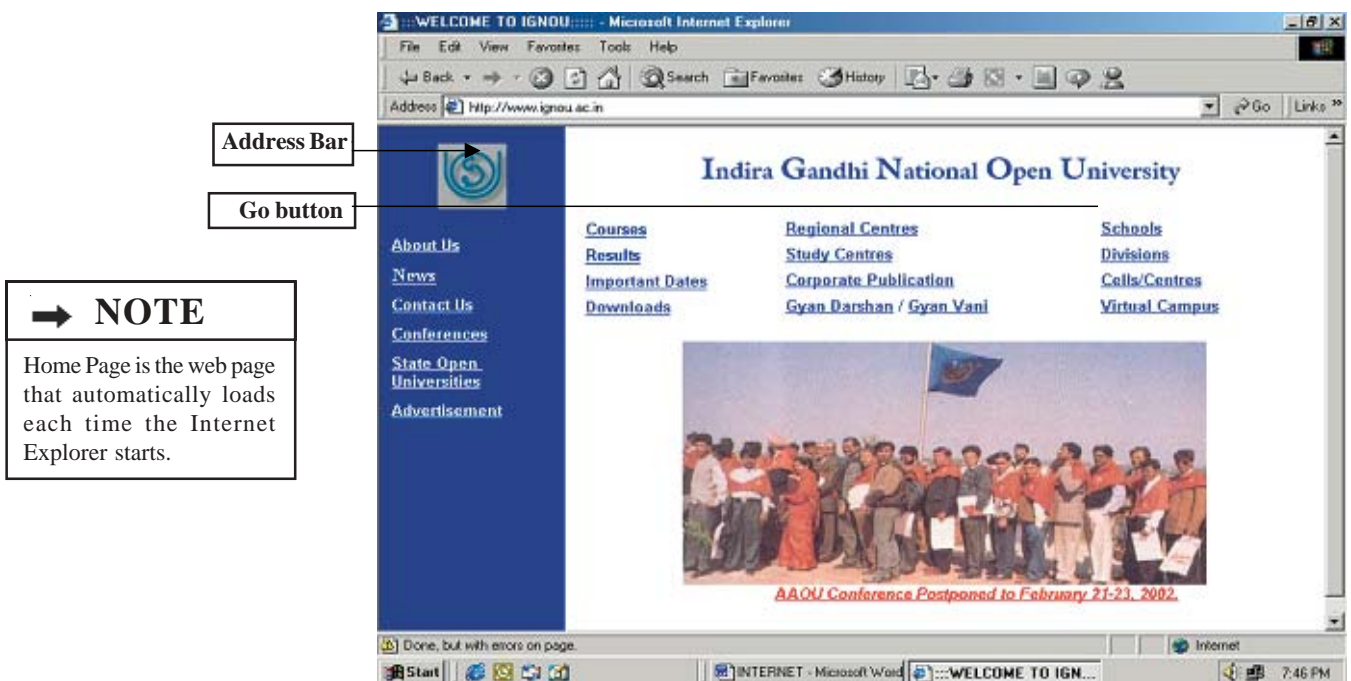 :::WELCOME TO IGNOU::::: - Microsoft Internet Explorer
File Edit View Favorites Tools Help
Back Search Favorites History
Address http://www.ignou.ac.in Go Links »
Address Bar
Go button
Indira Gandhi National Open University
About Us
News
Contact Us
Conferences
State Open
Universities
Advertisement
Courses
Results
Important Dates
Downloads
Regional Centres
Study Centres
Corporate Publication
Gyan Darshan / Gyan Vani
Schools
Divisions
Cells/Centres
Virtual Campus
AAOU Conference Postponed to February 21-23, 2002.
NOTE
Home Page is the web page
that automatically loads
each time the Internet
Explorer starts.
Done, but with errors on page. Internet
Start INTERNET - Microsoft Word :::WELCOME TO IGN... 7:46 PM